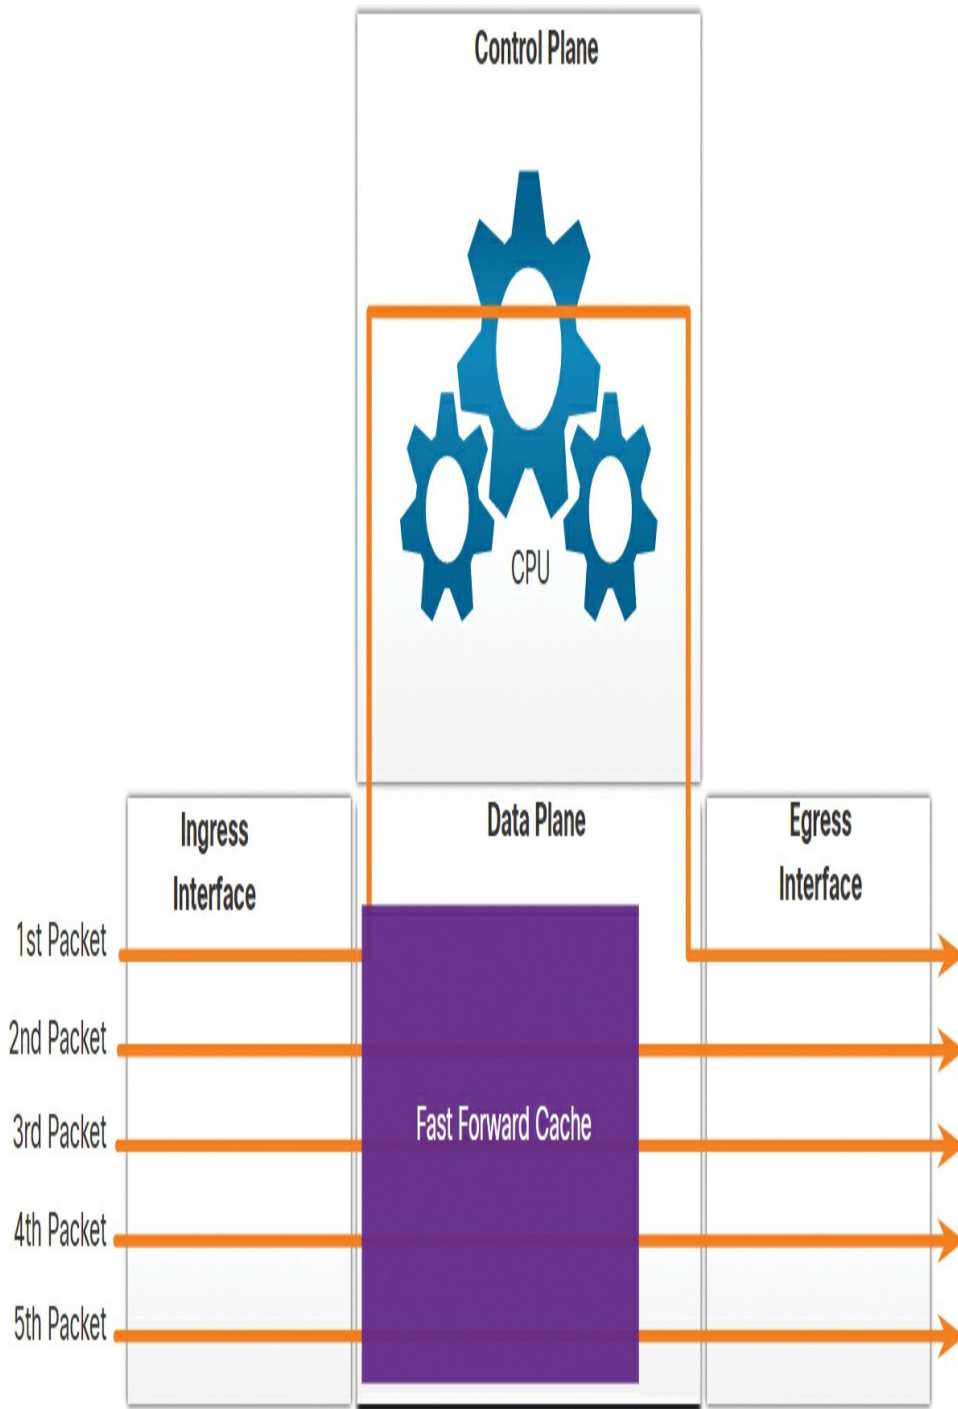 Control Plane
CPU
Ingress
Interface
Data Plane
Egress
Interface
1st Packet
2nd Packet
3rd Packet
4th Packet
5th Packet
Fast Forward Cache